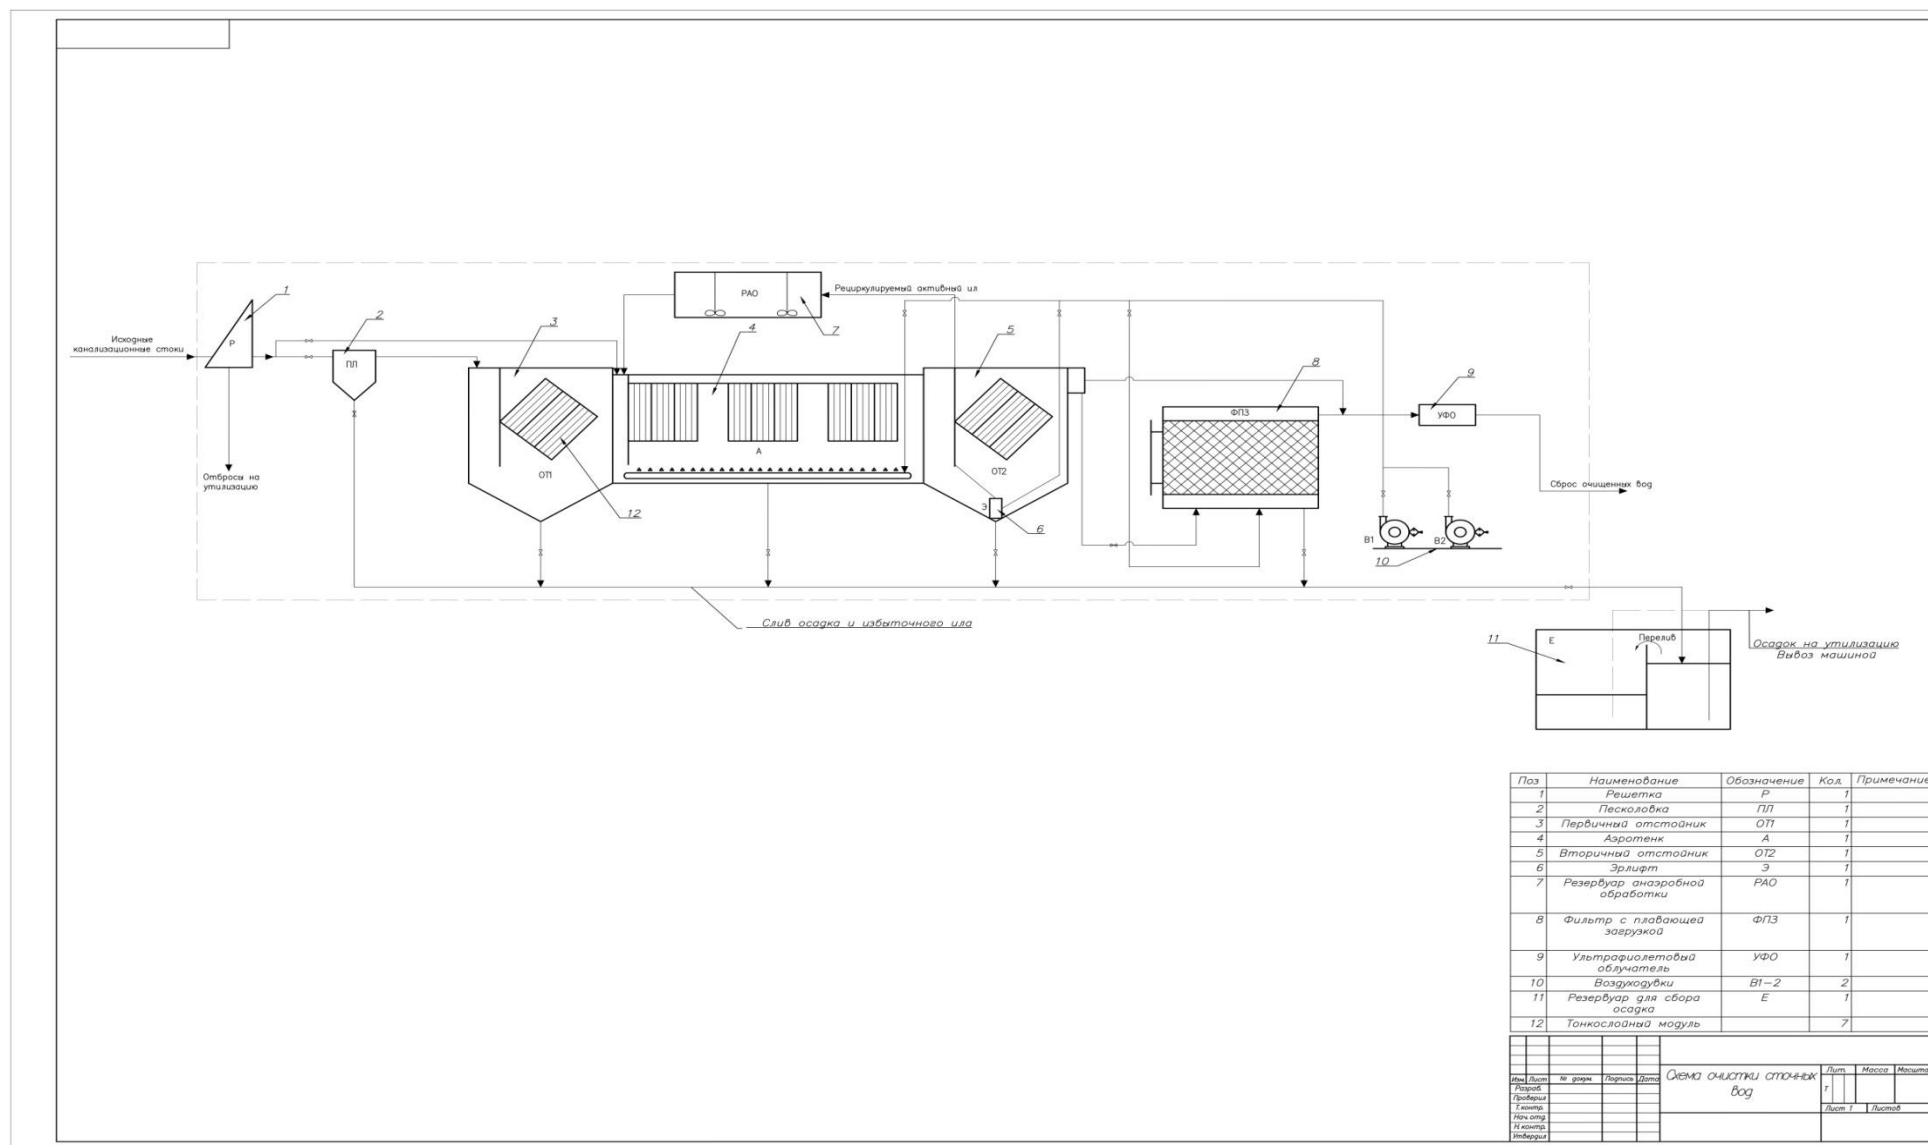 1
2
3
4
5
6
7
8
9
10
11
12
Исходные
канализационные стоки
Р
ПЛ
Отбросы на
утилизацию
РАО
Рециркулируемый активный ил
ОТ1
А
ОТ2
Э
ФПЗ
УФО
Сброс очищенных вод
В1
В2
Слив осадка и избыточного ила
Е
Перелив
Осадок на утилизацию
Вывоз машиной
Поз Наименование Обозначение Кол. Примечание
1 Решетка Р 1
2 Песколовка ПЛ 1
3 Первичный отстойник ОТ1 1
4 Аэротенк А 1
5 Вторичный отстойник ОТ2 1
6 Эрлифт Э 1
7 Резервуар анаэробной РАО 1
обработки
8 Фильтр с плавающей ФПЗ 1
загрузкой
9 Ультрафиолетовый УФО 1
облучатель
10 Воздуходувки В1-2 2
11 Резервуар для сбора Е 1
осадка
12 Тонкослойный модуль 7
Изм. Лист № докум. Подпись Дата
Разраб.
Проверил
Т.контр.
Нач.отд.
Н.контр.
Утвердил
Схема очистки сточных
вод
Лит. Масса
Т
Лист 1 Листов